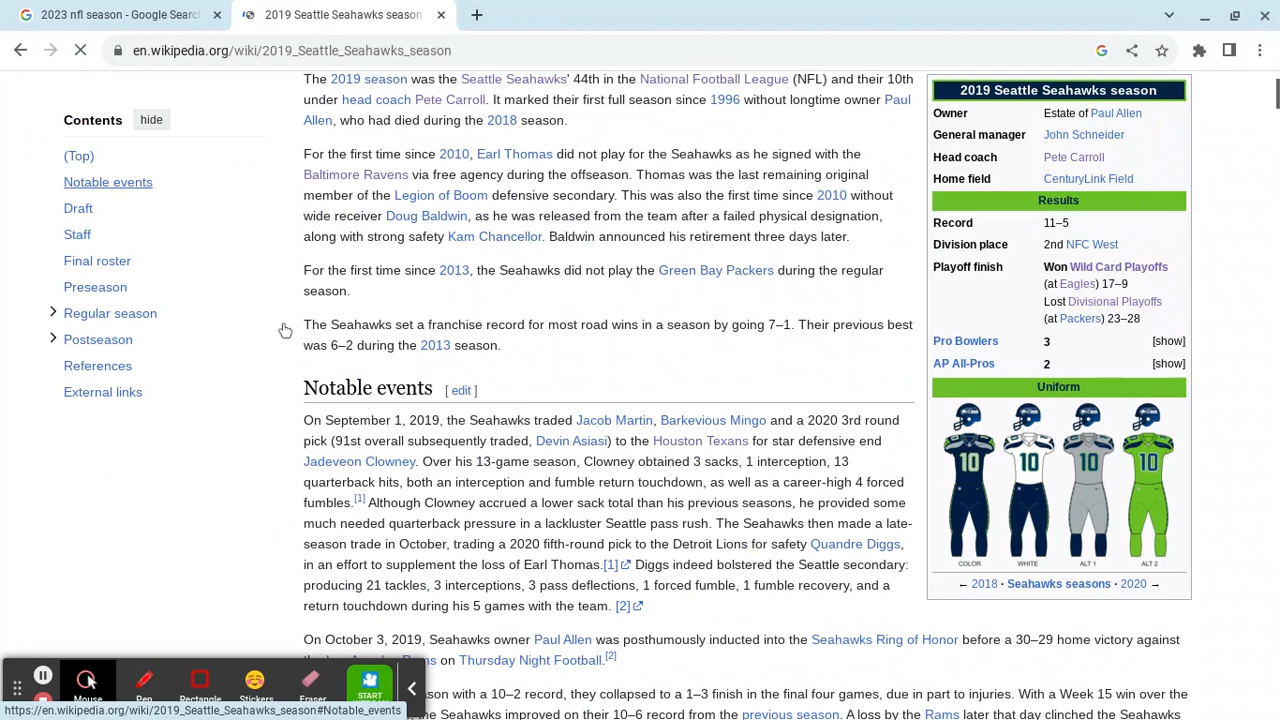 2023 nfl season - Google Searc
2019 Seattle Seahawks season
en.wikipedia.org/wiki/2019_Seattle_Seahawks_season
Contents hide
(Top)
Notable events
Draft
Staff
Final roster
Preseason
Regular season
Postseason
References
External links
The 2019 season was the Seattle Seahawks' 44th in the National Football League (NFL) and their 10th
under head coach Pete Carroll. It marked their first full season since 1996 without longtime owner Paul
Allen, who had died during the 2018 season.
For the first time since 2010, Earl Thomas did not play for the Seahawks as he signed with the
Baltimore Ravens via free agency during the offseason. Thomas was the last remaining original
member of the Legion of Boom defensive secondary. This was also the first time since 2010 without
wide receiver Doug Baldwin, as he was released from the team after a failed physical designation,
along with strong safety Kam Chancellor. Baldwin announced his retirement three days later.
For the first time since 2013, the Seahawks did not play the Green Bay Packers during the regular
season.
The Seahawks set a franchise record for most road wins in a season by going 7–1. Their previous best
was 6–2 during the 2013 season.
Notable events [ edit ]
On September 1, 2019, the Seahawks traded Jacob Martin, Barkevious Mingo and a 2020 3rd round
pick (91st overall subsequently traded, Devin Asiasi) to the Houston Texans for star defensive end
Jadeveon Clowney. Over his 13-game season, Clowney obtained 3 sacks, 1 interception, 13
quarterback hits, both an interception and fumble return touchdown, as well as a career-high 4 forced
fumbles.[1] Although Clowney accrued a lower sack total than his previous seasons, he provided some
much needed quarterback pressure in a lackluster Seattle pass rush. The Seahawks then made a late-
season trade in October, trading a 2020 fifth-round pick to the Detroit Lions for safety Quandre Diggs,
in an effort to supplement the loss of Earl Thomas.[1] Diggs indeed bolstered the Seattle secondary:
producing 21 tackles, 3 interceptions, 3 pass deflections, 1 forced fumble, 1 fumble recovery, and a
return touchdown during his 5 games with the team. [2]
On October 3, 2019, Seahawks owner Paul Allen was posthumously inducted into the Seahawks Ring of Honor before a 30–29 home victory against
on Thursday Night Football.[2]
with a 10–2 record, they collapsed to a 1–3 finish in the final four games, due in part to injuries. With a Week 15 win over the
the Seahawks improved on their 10–6 record from the previous season. A loss by the Rams later that day clinched the Seahawks
2019 Seattle Seahawks season
Owner Estate of Paul Allen
General manager John Schneider
Head coach Pete Carroll
Home field CenturyLink Field
Results
Record 11–5
Division place 2nd NFC West
Playoff finish Won Wild Card Playoffs
(at Eagles) 17–9
Lost Divisional Playoffs
(at Packers) 23–28
Pro Bowlers 3 [show]
AP All-Pros 2 [show]
Uniform
10 10 10 10
COLOR WHITE ALT 1 ALT 2
← 2018 · Seahawks seasons · 2020 →
Mouse Pen Rectangle Stickers Eraser START
https://en.wikipedia.org/wiki/2019_Seattle_Seahawks_season#Notable_events